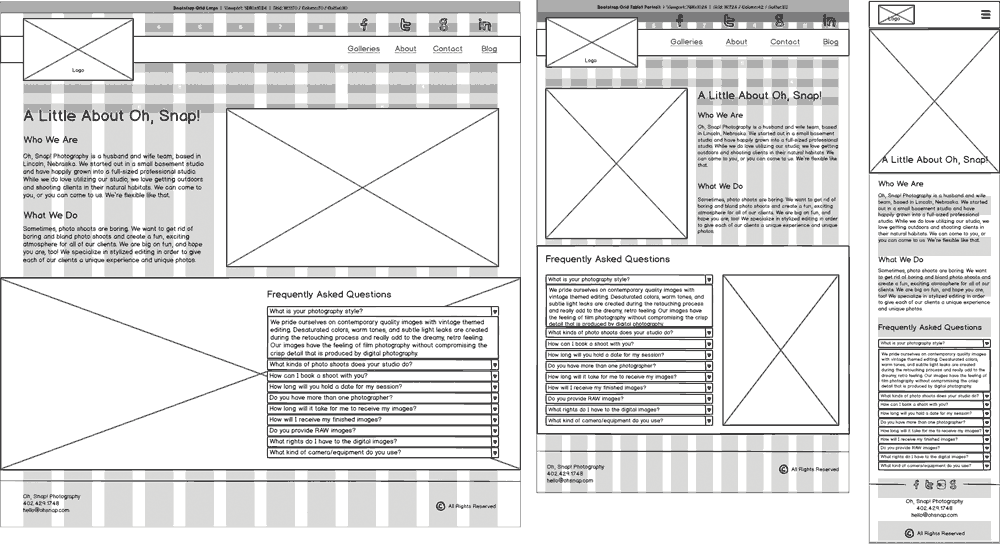 Bootstrap Grid Large
Logo
Galleries About Contact Blog
A Little About Oh, Snap!
Who We Are
Oh, Snap! Photography is a husband and wife team, based in
Lincoln, Nebraska. We started out in a small basement studio
and have happily grown into a full-sized professional studio.
While we do love utilizing our studio, we love getting outdoors
and shooting clients in their natural habitats. We can come to
you, or you can come to us. We're flexible like
that.
What We Do
Sometimes, photo shoots are boring. We want to get rid of
boring and bland photo shoots and create a fun, exciting
atmosphere for all of our clients. We are big on fun, and hope
you are, too! We specialize in stylized editing in order to give
each of our clients a unique experience and unique
photos.
Frequently Asked Questions
What is your photography style?
We pride ourselves on contemporary quality images with vintage themed
editing. Desaturated colors, warm tones, and subtle light leaks are created
during the retouching process and really add to the dreamy, retro feeling.
Our images have the feeling of film photography without compromising the
crisp detail that is produced by digital photography.
What kinds of photo shoots does your studio do?
How can I book a shoot with you?
How long will you hold a date for my session?
Do you have more than one photographer?
How long will it take for me to receive my images?
How will I receive my finished images?
Do you provide RAW images?
What rights do I have to the digital images?
What kind of camera/equipment do you use?
Oh, Snap! Photography
402.429.1748
hello@ohsnap.com
© All Rights Reserved
Bootstrap Grid Tablet Portrait
Logo
Galleries About Contact Blog
A Little About Oh, Snap!
Who We Are
Oh, Snap! Photography is a husband and wife
team, based in Lincoln, Nebraska. We
started out in a small basement studio and
have happily grown into a full-sized
professional studio. While we do love
utilizing our studio, we love getting outdoors
and shooting clients in their natural
habitats. We can come to you, or you can
come to us. We're flexible like
that.
What We Do
Sometimes, photo shoots are boring. We
want to get rid of boring and bland photo
shoots and create a fun, exciting
atmosphere for all of our clients. We are big
on fun, and hope you are, too! We specialize
in stylized editing in order to give each of
our clients a unique experience and unique
photos.
Frequently Asked Questions
What is your photography style?
We pride ourselves on contemporary quality images with
vintage themed editing. Desaturated colors, warm tones, and
subtle light leaks are created during the retouching process
and really add to the dreamy, retro feeling. Our images have
the feeling of film photography without compromising the crisp
detail that is produced by digital photography.
What kinds of photo shoots does your studio do?
How can I book a shoot with you?
How long will you hold a date for my session?
Do you have more than one photographer?
How long will it take for me to receive my images?
How will I receive my finished images?
Do you provide RAW images?
What rights do I have to the digital images?
What kind of camera/equipment do you use?
Oh, Snap! Photography
402.429.1748
hello@ohsnap.com
© All Rights Reserved
Logo
A Little About Oh, Snap!
Who We Are
Oh, Snap! Photography is a husband and wife
team, based in Lincoln, Nebraska. We started
out in a small basement studio and have
happily grown into a full-sized professional
studio. While we do love utilizing our studio,
we love getting outdoors and shooting clients in
their natural habitats. We can come to you, or
you can come to us. We're flexible like that.
What We Do
Sometimes, photo shoots are boring. We want
to get rid of boring and bland photo shoots and
create a fun, exciting atmosphere for all of our
clients. We are big on fun, and hope you are,
too! We specialize in stylized editing in order to
give each of our clients a unique experience and
unique photos.
Frequently Asked Questions
What is your photography style?
We pride ourselves on contemporary quality images
with vintage themed editing. Desaturated colors,
warm tones, and subtle light leaks are created
during the retouching process and really add to the
dreamy, retro feeling. Our images have the feeling of
film photography without compromising the crisp
detail that is produced by digital photography.
What kinds of photo shoots does your studio do?
How can I book a shoot with you?
How long will you hold a date for my session?
Do you have more than one photographer?
How long will it take for me to receive my images?
How will I receive my finished images?
Do you provide RAW images?
What rights do I have to the digital images?
What kind of camera/equipment do you use?
Oh, Snap! Photography
402.429.1748
hello@ohsnap.com
© All Rights Reserved